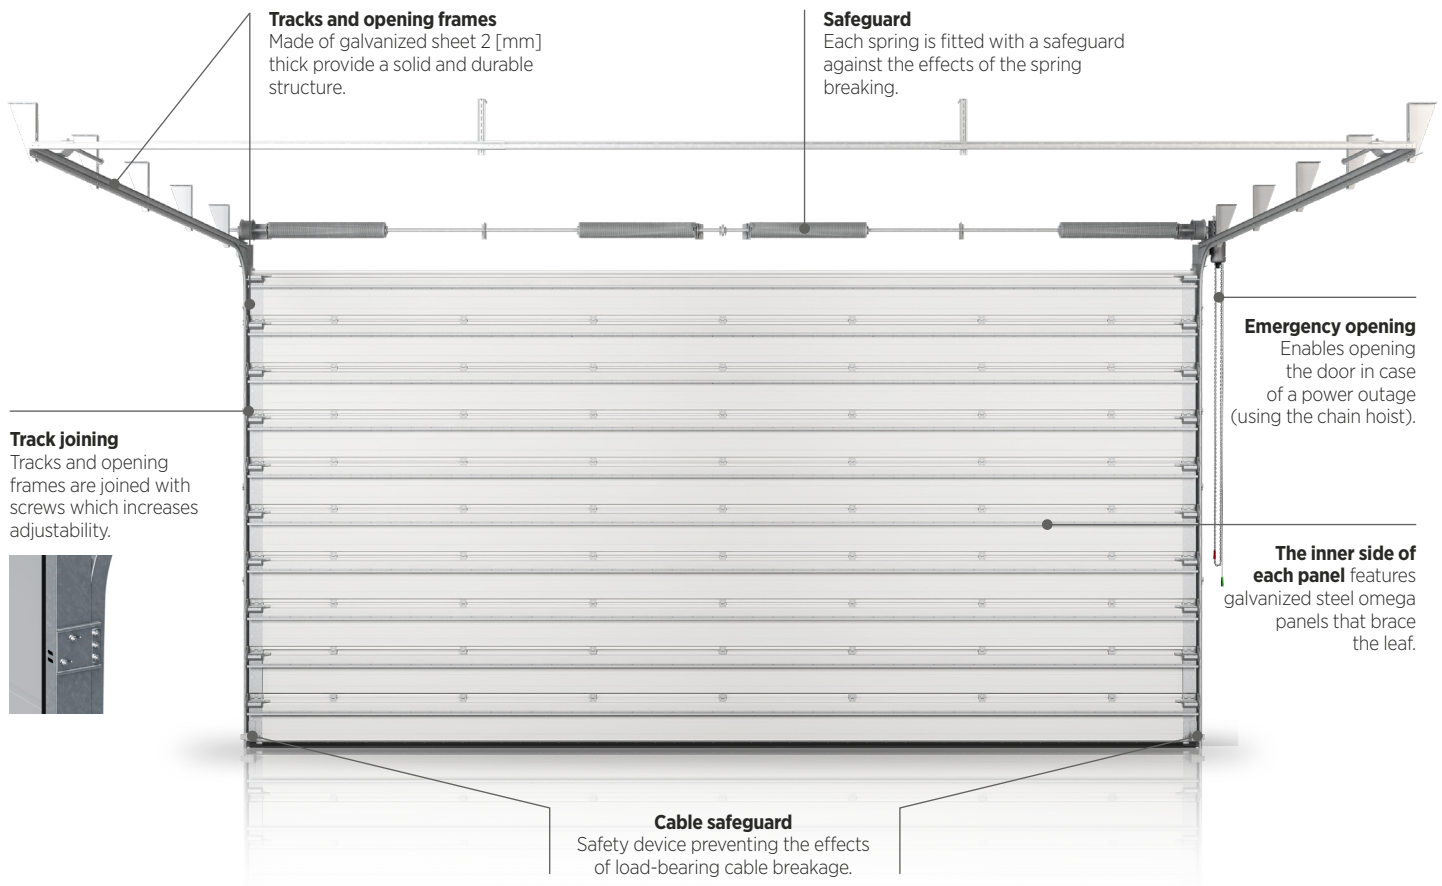 Tracks and opening frames
Made of galvanized sheet 2 [mm]
thick provide a solid and durable
structure.
Safeguard
Each spring is fitted with a safeguard
against the effects of the spring
breaking.
Emergency opening
Enables opening
the door in case
of a power outage
(using the chain hoist).
Track joining
Tracks and opening
frames are joined with
screws which increases
adjustability.
The inner side of
each panel features
galvanized steel omega
panels that brace
the leaf.
Cable safeguard
Safety device preventing the effects
of load-bearing cable breakage.